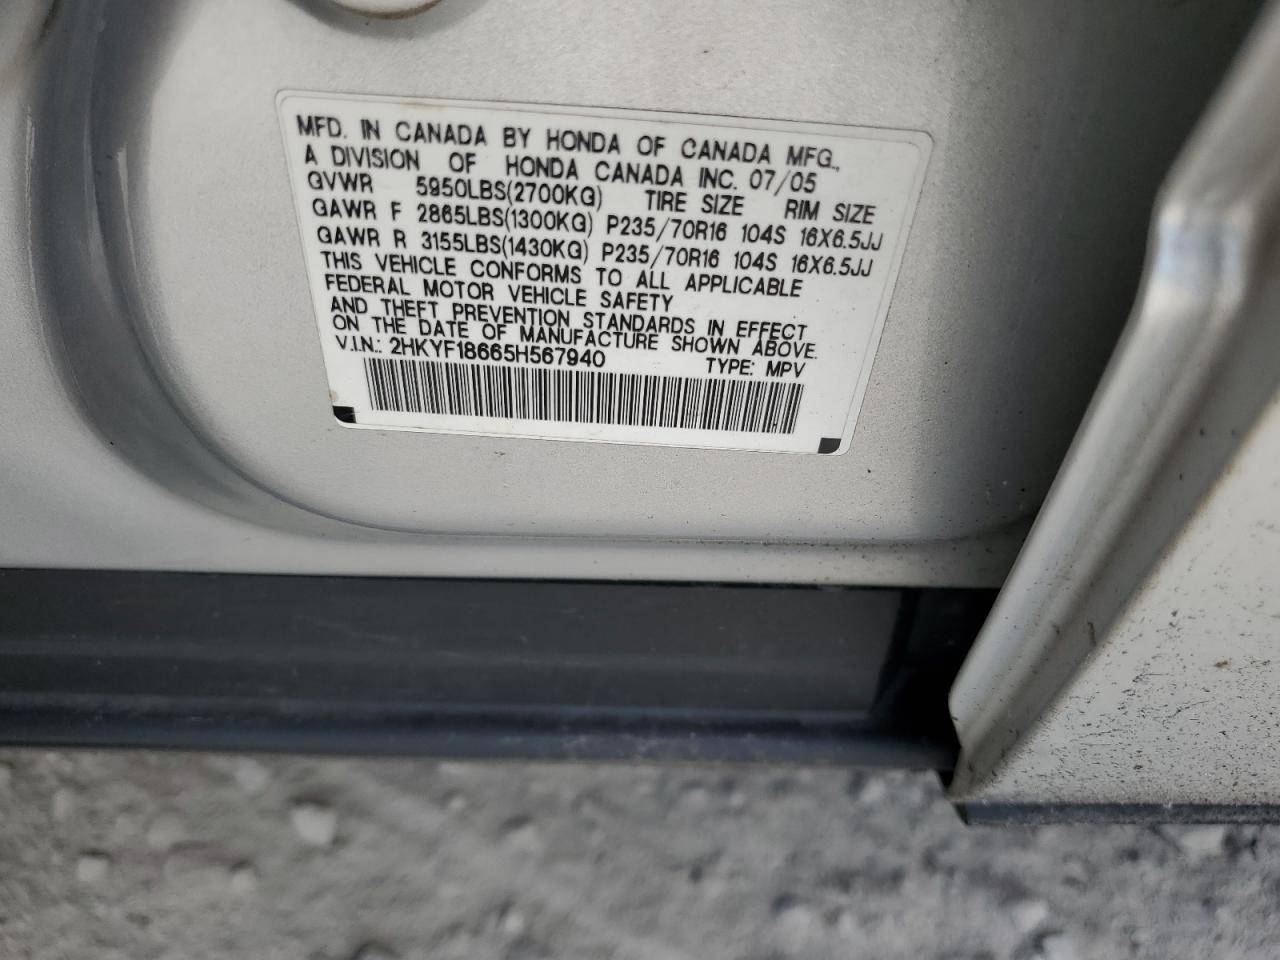 MFD. IN CANADA BY HONDA OF CANADA MFG.,
A DIVISION OF HONDA CANADA INC. 07/05
GVWR 5950LBS(2700KG) TIRE SIZE RIM SIZE
GAWR F 2865LBS(1300KG) P235/70R16 104S 16X6.5JJ
GAWR R 3155LBS(1430KG) P235/70R16 104S 16X6.5JJ
THIS VEHICLE CONFORMS TO ALL APPLICABLE
FEDERAL MOTOR VEHICLE SAFETY
AND THEFT PREVENTION STANDARDS IN EFFECT
ON THE DATE OF MANUFACTURE SHOWN ABOVE.
V.I.N.: 2HKYF18665H567940 TYPE: MPV